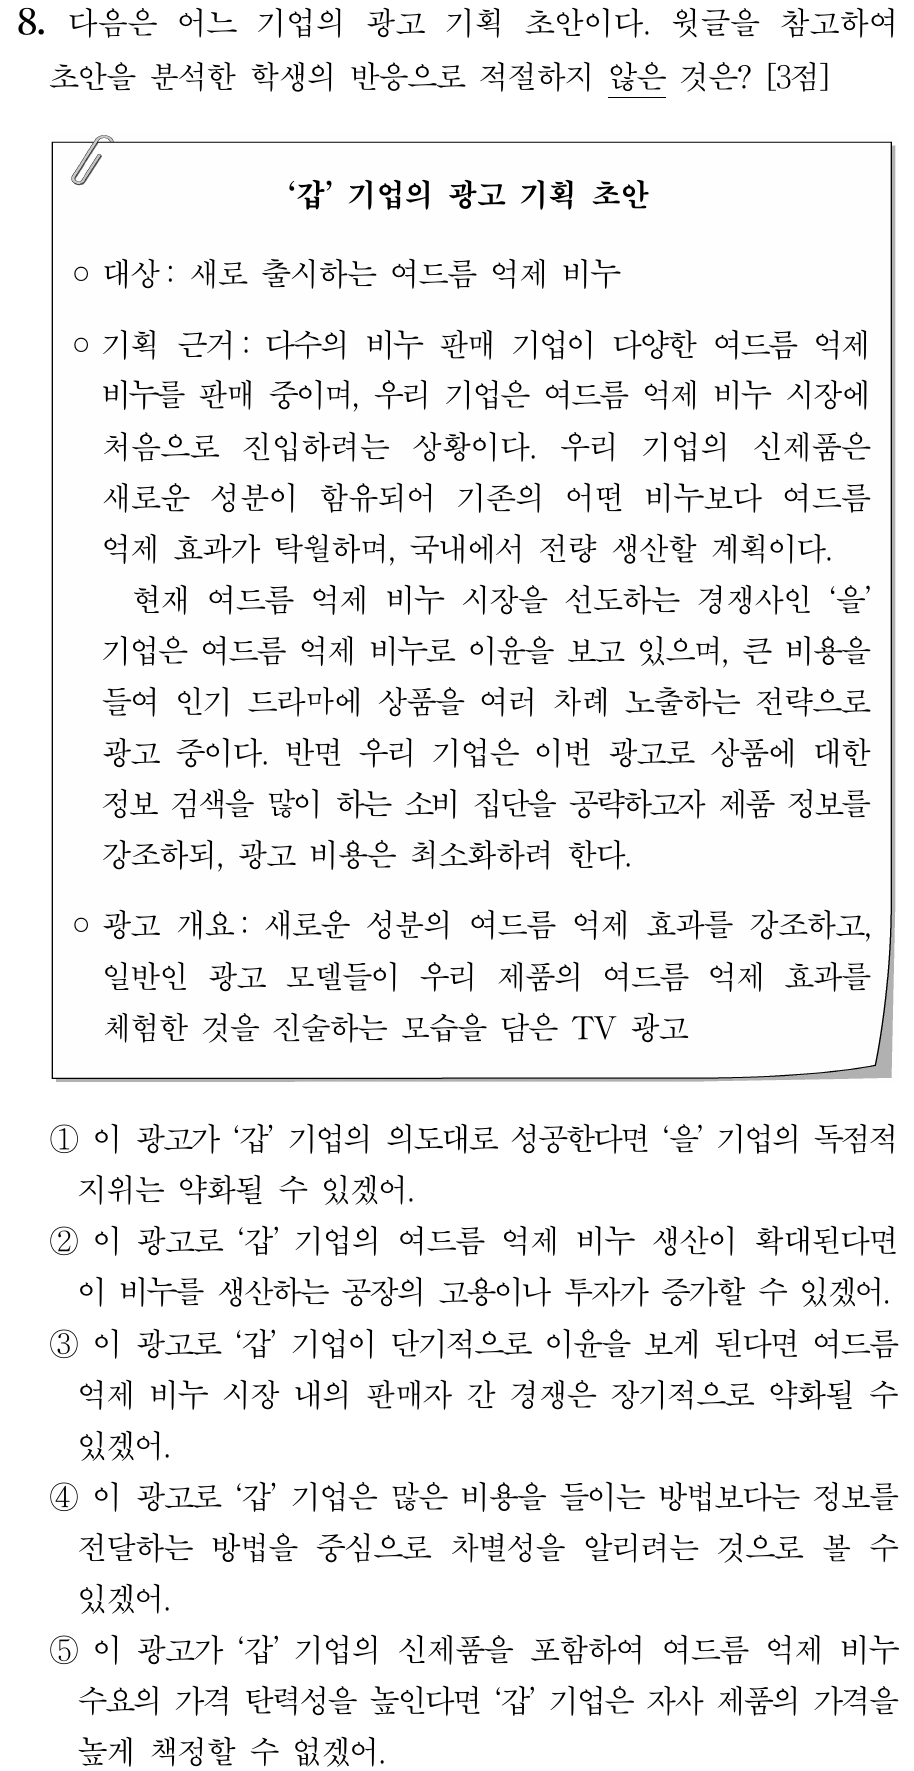 8. 다음은 어느 기업의 광고 기획 초안이다. 윗글을 참고하여
초안을 분석한 학생의 반응으로 적절하지 않은 것은? [3점]
‘갑’ 기업의 광고 기획 초안
○ 대상 : 새로 출시하는 여드름 억제 비누
○ 기획 근거 : 다수의 비누 판매 기업이 다양한 여드름 억제
비누를 판매 중이며, 우리 기업은 여드름 억제 비누 시장에
처음으로 진입하려는 상황이다. 우리 기업의 신제품은
새로운 성분이 함유되어 기존의 어떤 비누보다 여드름
억제 효과가 탁월하며, 국내에서 전량 생산할 계획이다.
현재 여드름 억제 비누 시장을 선도하는 경쟁사인 ‘을’
기업은 여드름 억제 비누로 이윤을 보고 있으며, 큰 비용을
들여 인기 드라마에 상품을 여러 차례 노출하는 전략으로
광고 중이다. 반면 우리 기업은 이번 광고로 상품에 대한
정보 검색을 많이 하는 소비 집단을 공략하고자 제품 정보를
강조하되, 광고 비용은 최소화하려 한다.
○ 광고 개요 : 새로운 성분의 여드름 억제 효과를 강조하고,
일반인 광고 모델들이 우리 제품의 여드름 억제 효과를
체험한 것을 진술하는 모습을 담은 TV 광고
① 이 광고가 ‘갑’ 기업의 의도대로 성공한다면 ‘을’ 기업의 독점적
지위는 약화될 수 있겠어.
② 이 광고로 ‘갑’ 기업의 여드름 억제 비누 생산이 확대된다면
이 비누를 생산하는 공장의 고용이나 투자가 증가할 수 있겠어.
③ 이 광고로 ‘갑’ 기업이 단기적으로 이윤을 보게 된다면 여드름
억제 비누 시장 내의 판매자 간 경쟁은 장기적으로 약화될 수
있겠어.
④ 이 광고로 ‘갑’ 기업은 많은 비용을 들이는 방법보다는 정보를
전달하는 방법을 중심으로 차별성을 알리려는 것으로 볼 수
있겠어.
⑤ 이 광고가 ‘갑’ 기업의 신제품을 포함하여 여드름 억제 비누
수요의 가격 탄력성을 높인다면 ‘갑’ 기업은 자사 제품의 가격을
높게 책정할 수 없겠어.